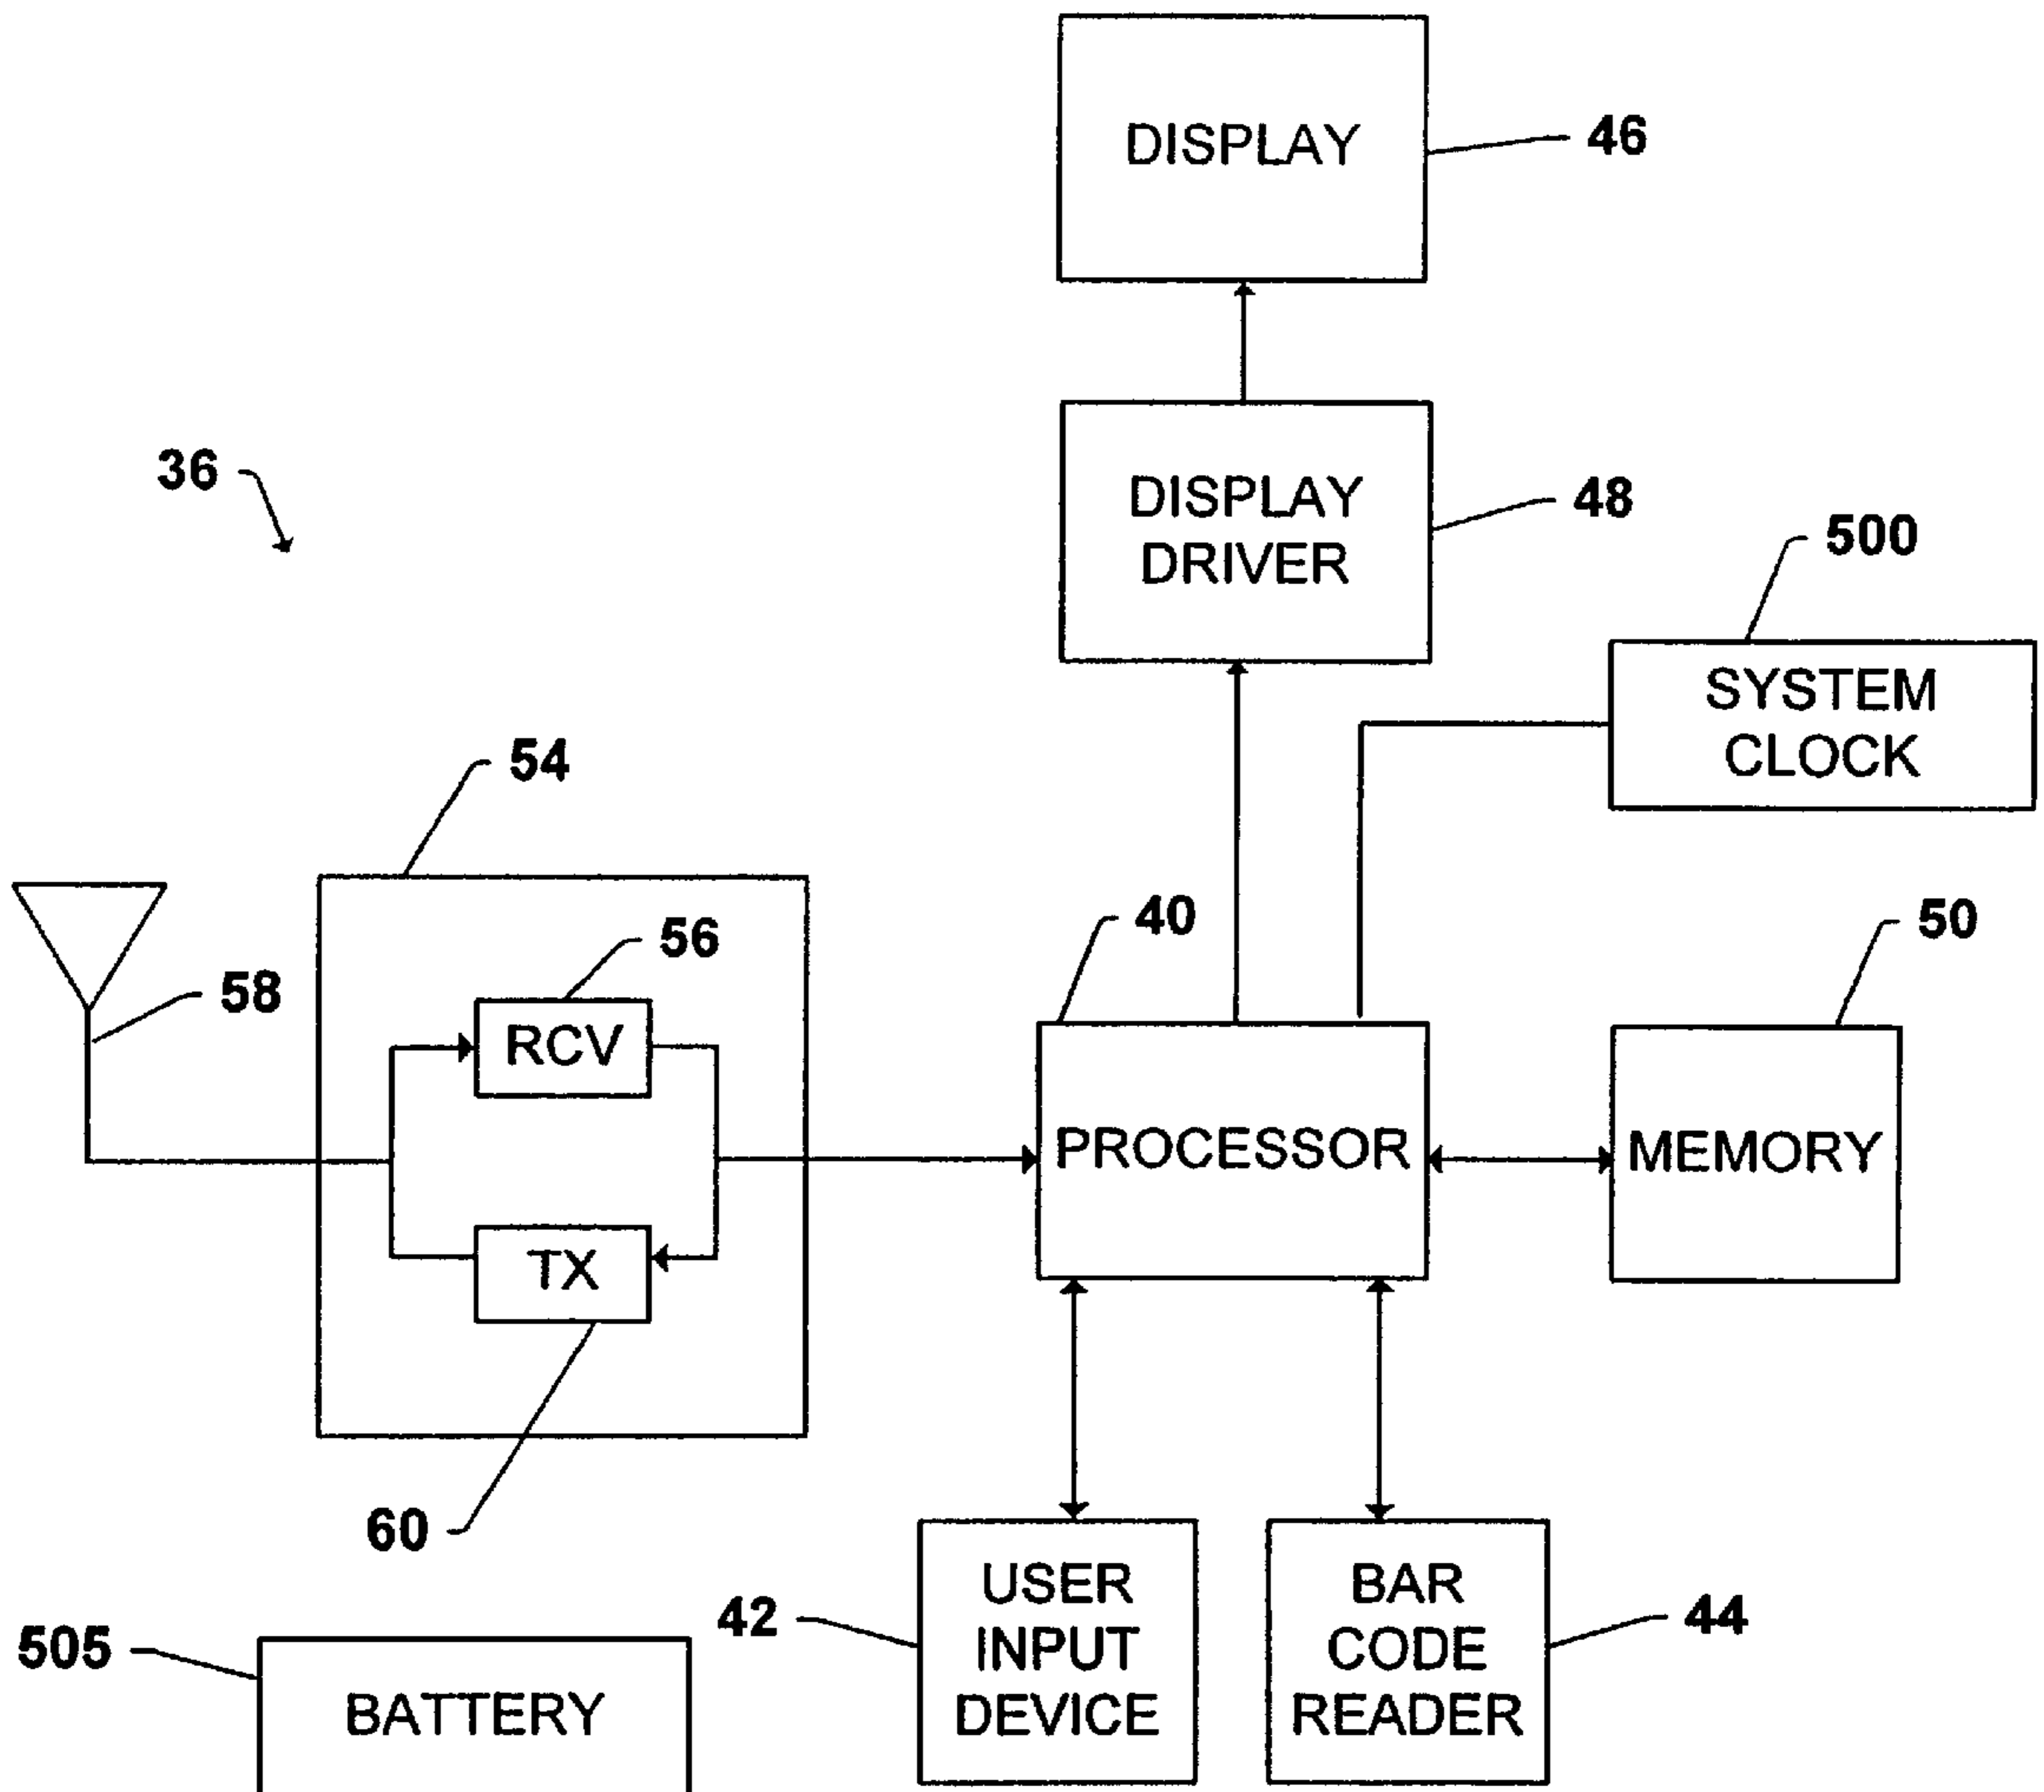 DISPLAY
46
36
DISPLAY
DRIVER
48
500
SYSTEM
CLOCK
54
58
56
RCV
TX
60
40
PROCESSOR
50
MEMORY
505
BATTERY
42
USER
INPUT
DEVICE
BAR
CODE
READER
44